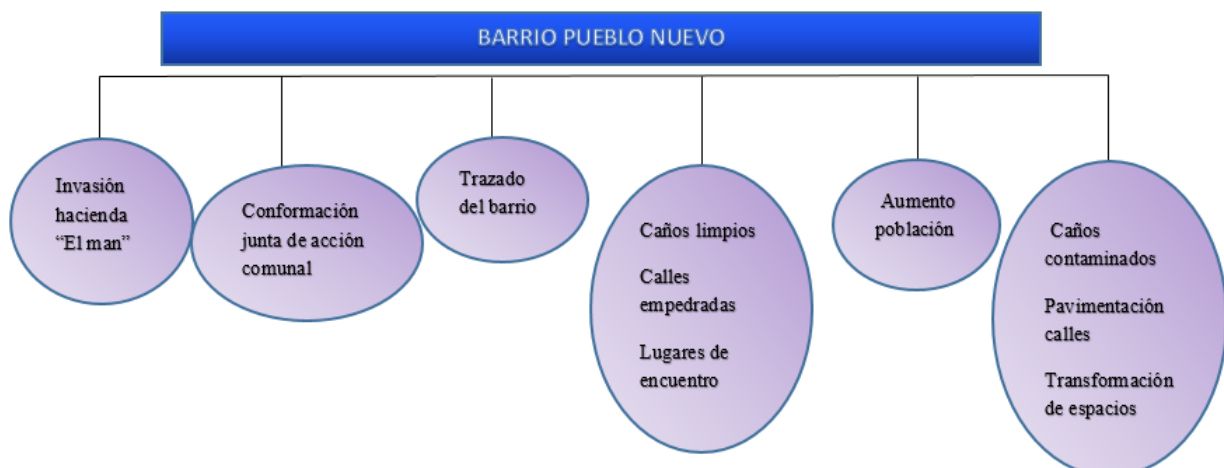 BARRIO PUEBLO NUEVO
Invasión
hacienda
“El man”
Conformación
junta de acción
comunal
Trazado
del barrio
Caños limpios
Calles
empedradas
Lugares de
encuentro
Aumento
población
Caños
contaminados
Pavimentación
calles
Transformación
de espacios